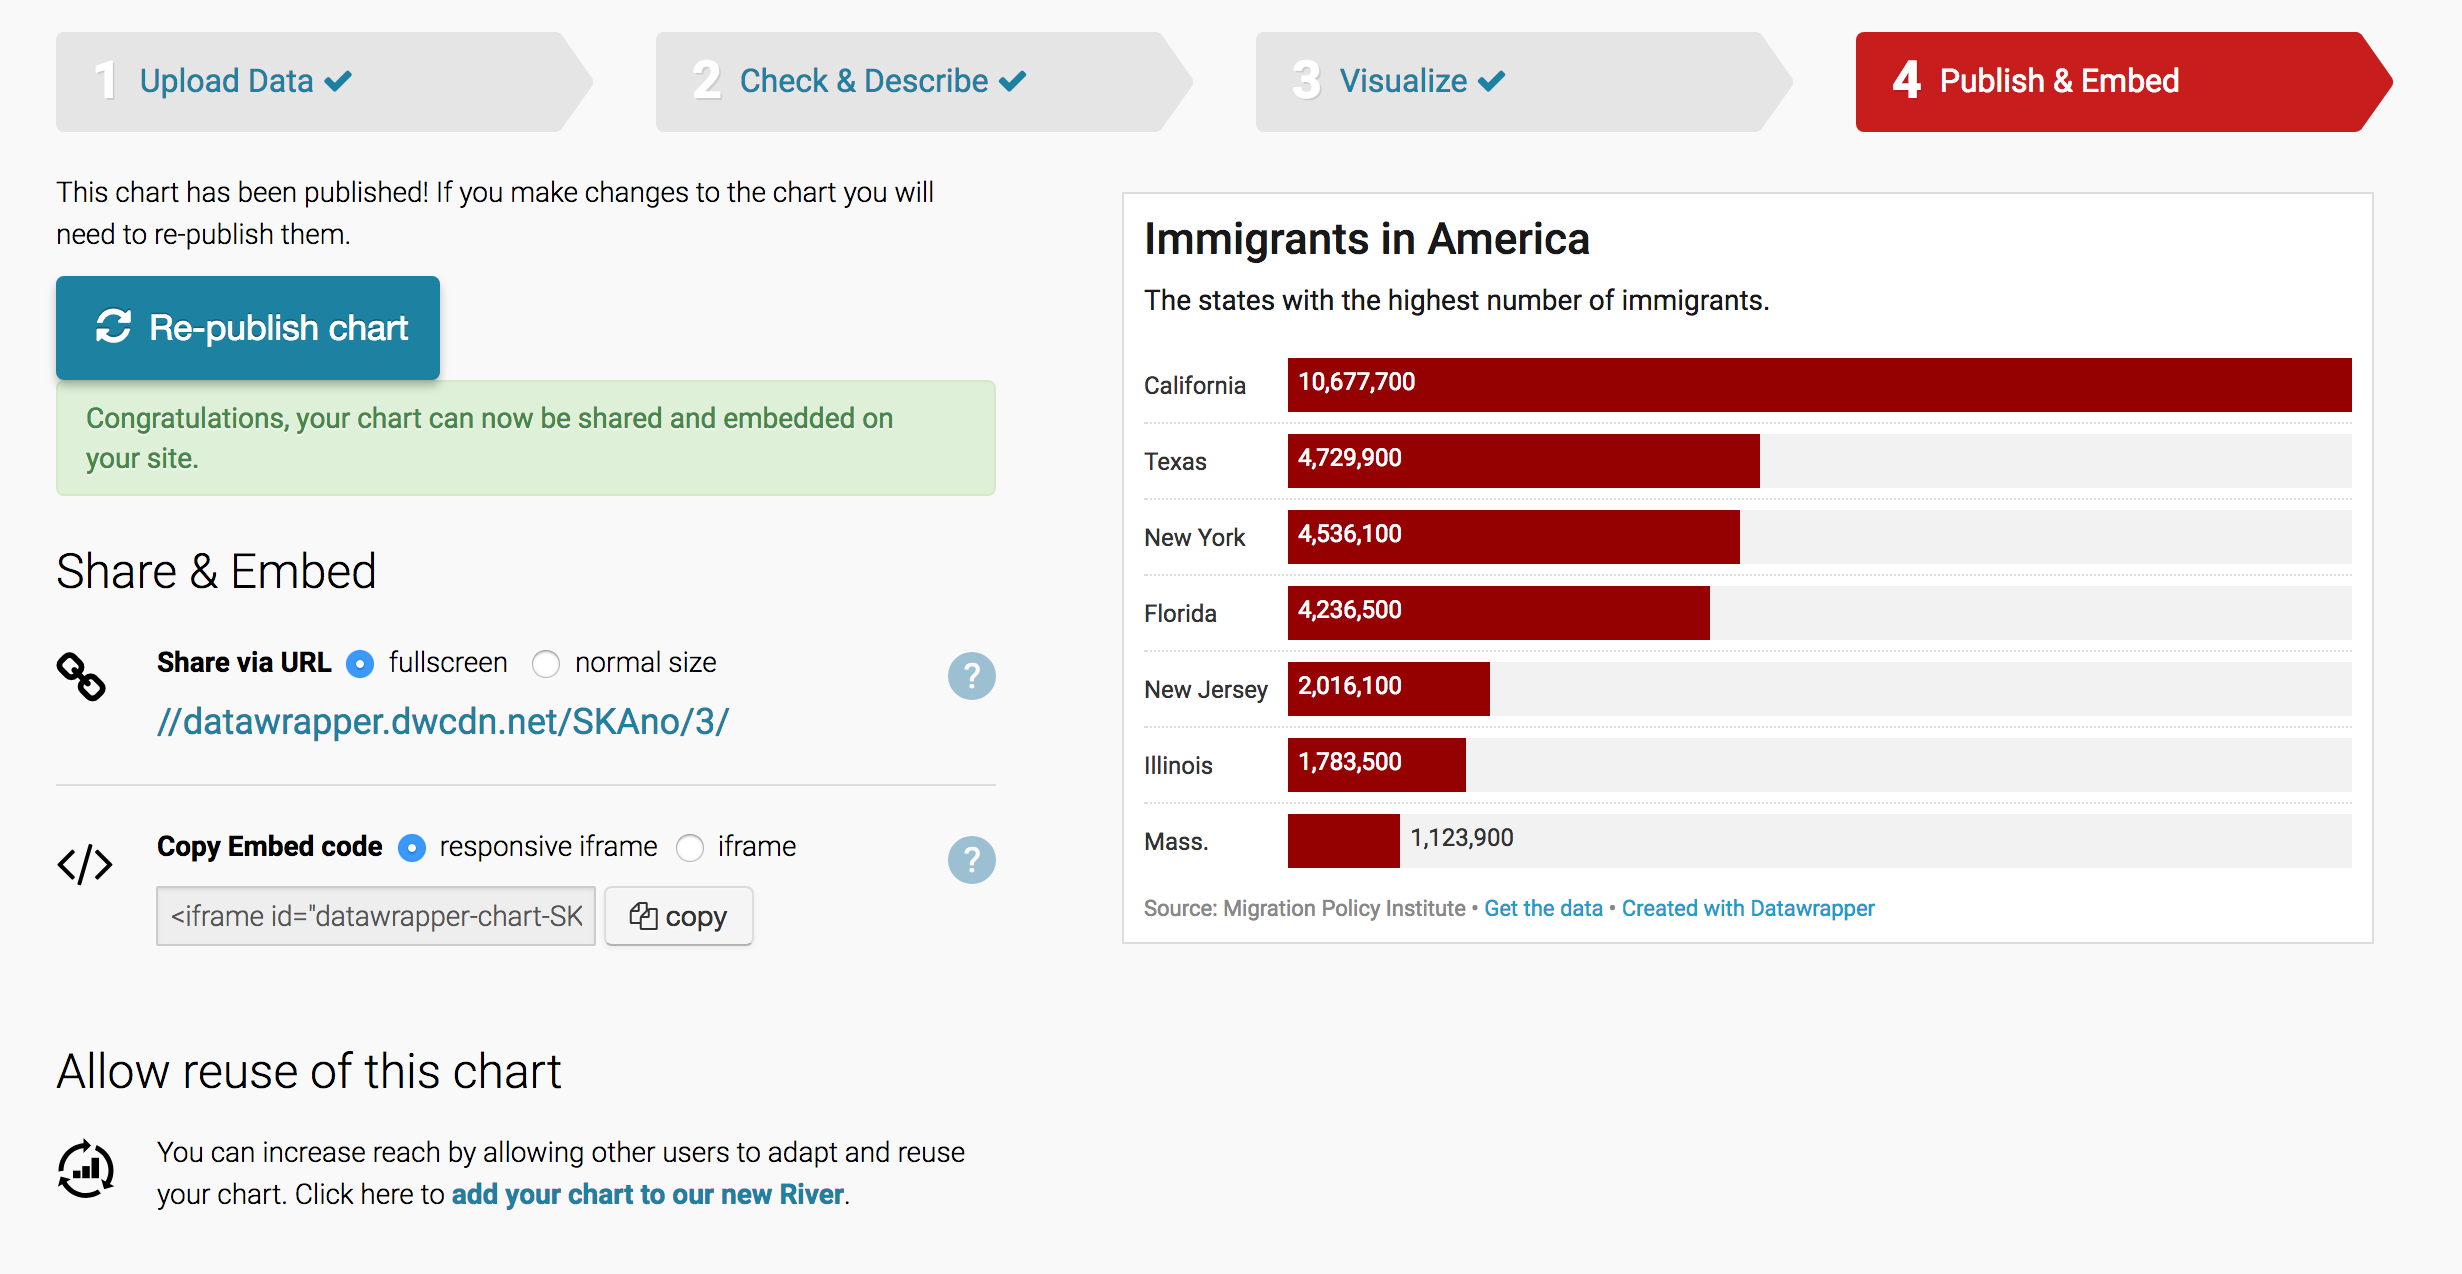 1 Upload Data
2 Check & Describe
3 Visualize
4 Publish & Embed
This chart has been published! If you make changes to the chart you will
need to re-publish them.
Re-publish chart
Congratulations, your chart can now be shared and embedded on
your site.
Share & Embed
Share via URL fullscreen normal size
?
//datawrapper.dwcdn.net/SKAno/3/
Copy Embed code responsive iframe iframe
?
<iframe id="datawrapper-chart-SK
copy
Allow reuse of this chart
You can increase reach by allowing other users to adapt and reuse
your chart. Click here to add your chart to our new River.
Immigrants in America
The states with the highest number of immigrants.
California 10,677,700
Texas 4,729,900
New York 4,536,100
Florida 4,236,500
New Jersey 2,016,100
Illinois 1,783,500
Mass. 1,123,900
Source: Migration Policy Institute • Get the data • Created with Datawrapper